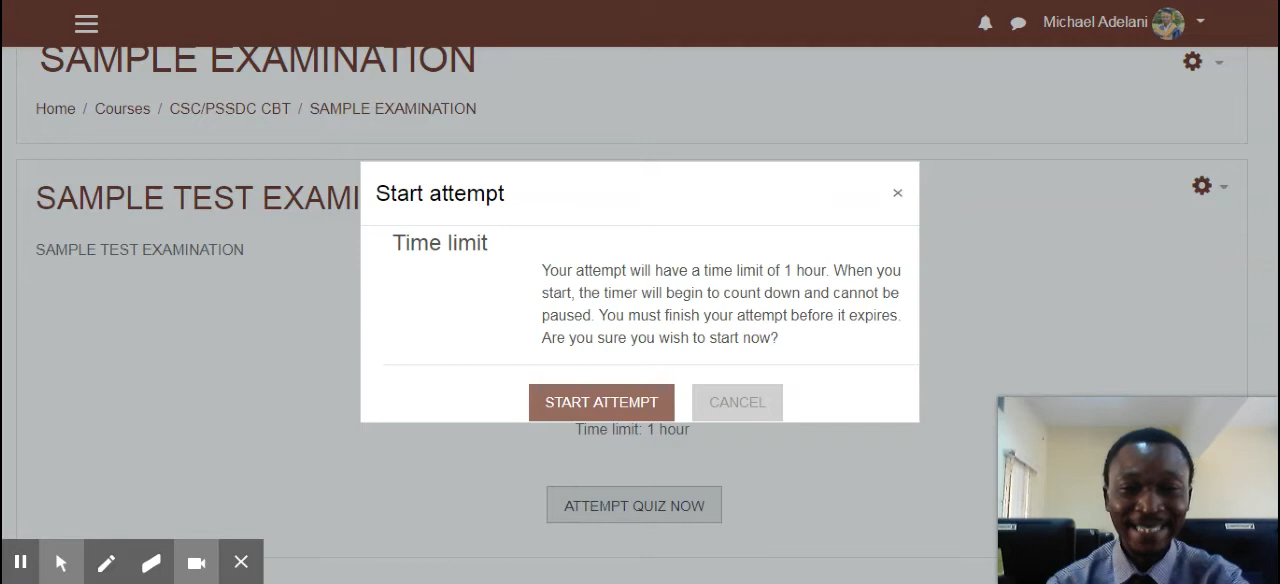 Michael Adelani
SAMPLE EXAMINATION
Home / Courses / CSC/PSSDC CBT / SAMPLE EXAMINATION
SAMPLE TEST EXAMI
SAMPLE TEST EXAMINATION
Start attempt
×
Time limit
Your attempt will have a time limit of 1 hour. When you
start, the timer will begin to count down and cannot be
paused. You must finish your attempt before it expires.
Are you sure you wish to start now?
START ATTEMPT
CANCEL
Time limit: 1 hour
ATTEMPT QUIZ NOW